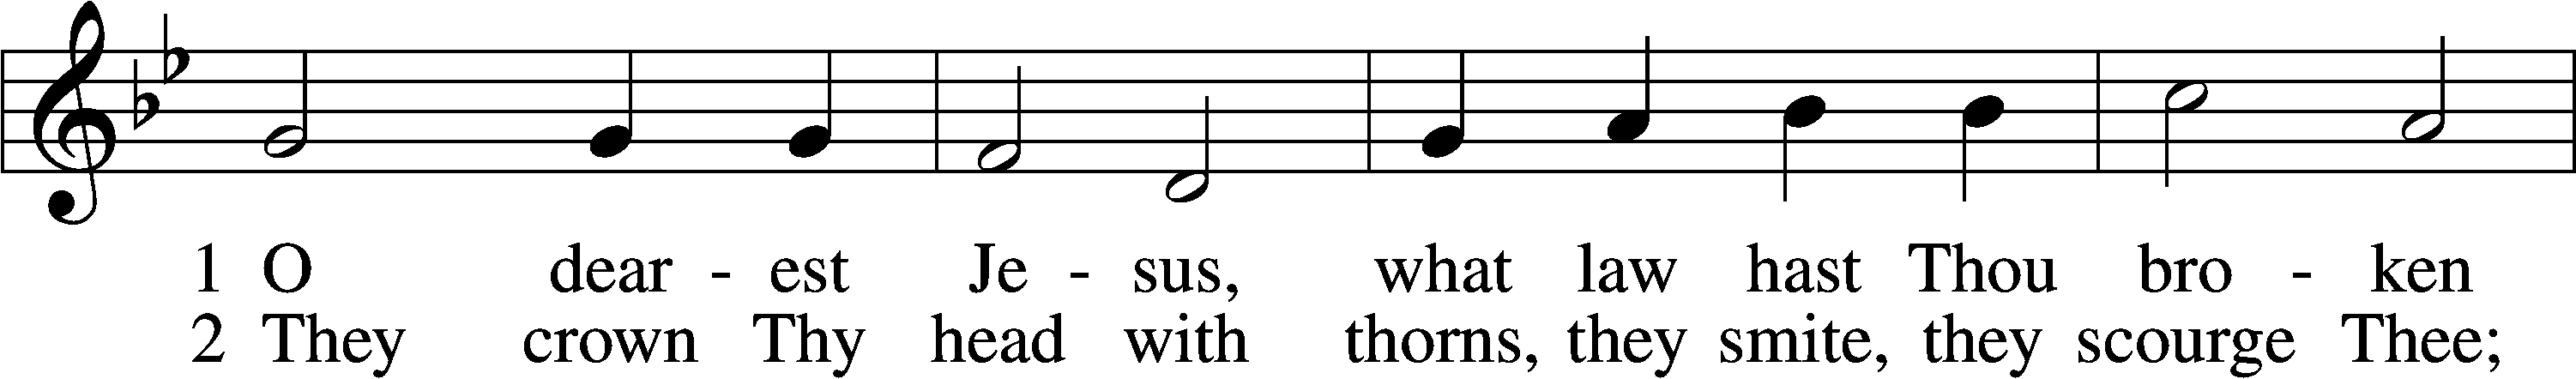 1 O dear - est Je - sus, what law hast Thou bro - ken
2 They crown Thy head with thorns, they smite, they scourge Thee;